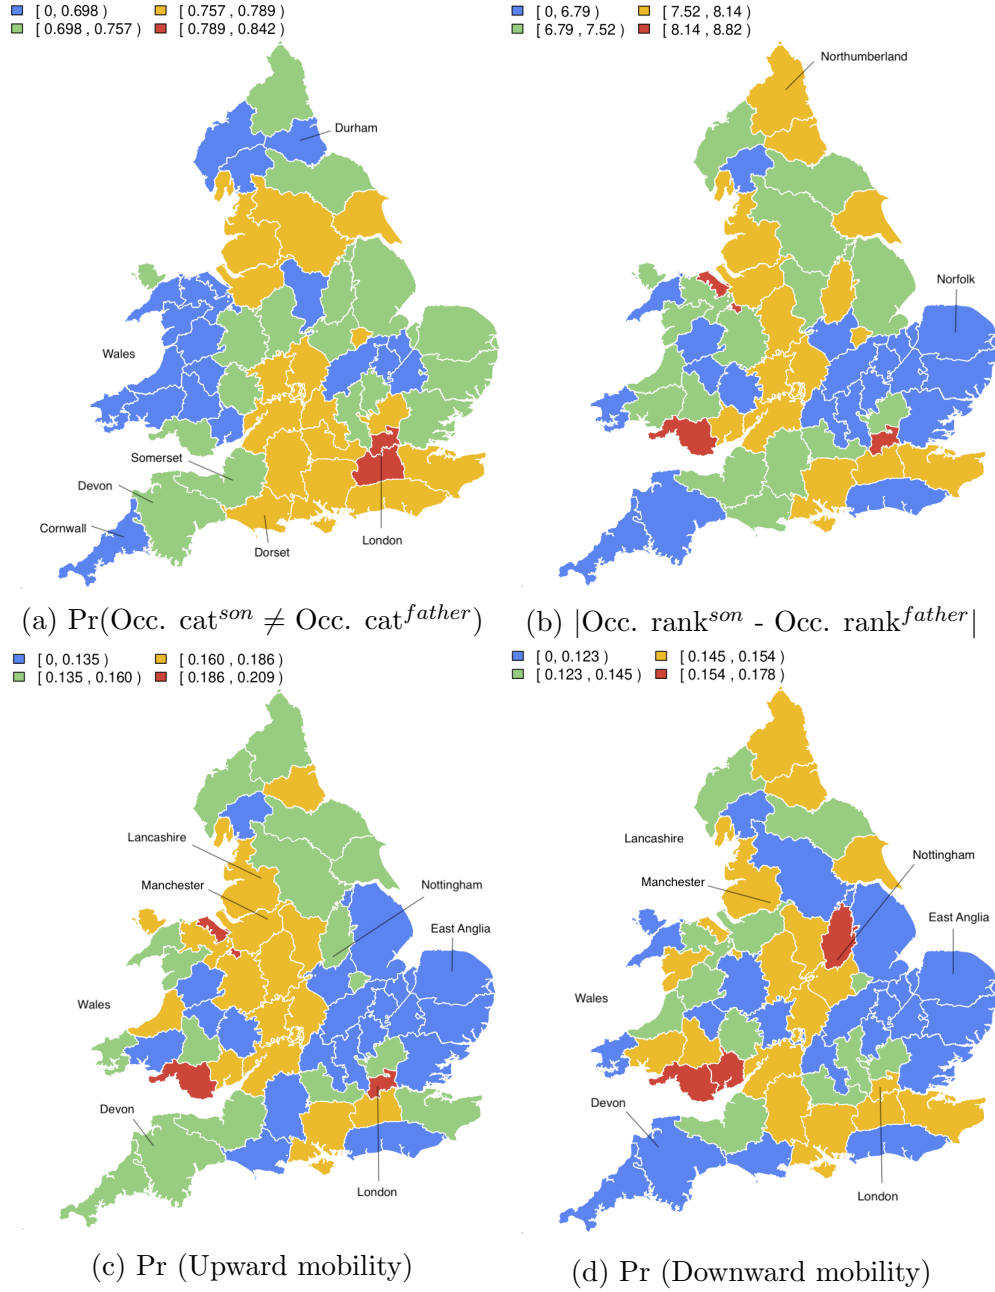 [ 0, 0.698 ) [ 0.757 , 0.789 )
[ 0.698 , 0.757 ) [ 0.789 , 0.842 )
Durham
Wales
Somerset
Devon
Cornwall
Dorset
London
(a) Pr(Occ. cat^son ≠ Occ. cat^father)
[ 0, 6.79 ) [ 7.52 , 8.14 )
[ 6.79 , 7.52 ) [ 8.14 , 8.82 )
Northumberland
Norfolk
(b) |Occ. rank^son - Occ. rank^father|
[ 0, 0.135 ) [ 0.160 , 0.186 )
[ 0.135 , 0.160 ) [ 0.186 , 0.209 )
Lancashire
Manchester
Nottingham
East Anglia
Wales
Devon
London
(c) Pr (Upward mobility)
[ 0, 0.123 ) [ 0.145 , 0.154 )
[ 0.123 , 0.145 ) [ 0.154 , 0.178 )
Lancashire
Nottingham
Manchester
East Anglia
Wales
Devon
London
(d) Pr (Downward mobility)